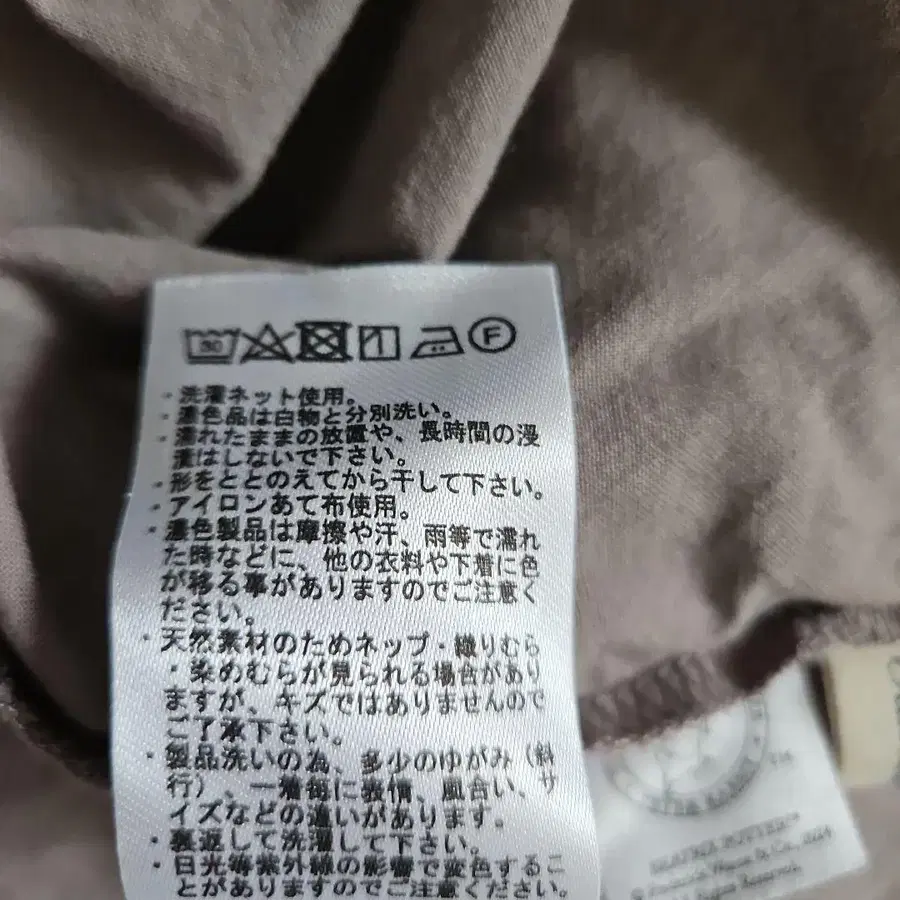 30
F
・洗濯ネット使用。
・濃色品は白物と分別洗い。
・濡れたままの放置や、長時間の浸
漬はしないで下さい。
・形をととのえてから干して下さい。
・アイロンあて布使用。
・濃色製品は摩擦や汗、雨等で濡れ
た時などに、他の衣料や下着に色
が移る事がありますのでご注意く
ださい。
・天然素材のためネップ・織りむら
・染めむらが見られる場合があり
ますが、キズではありませんので
ご了承下さい。
・製品洗いの為、多少のゆがみ（斜
行）、一着毎に表情、風合い、サ
イズなどの違いがあります。
・裏返して洗濯して下さい。
・日光等紫外線の影響で変色するこ
とがありますのでご注意ください。